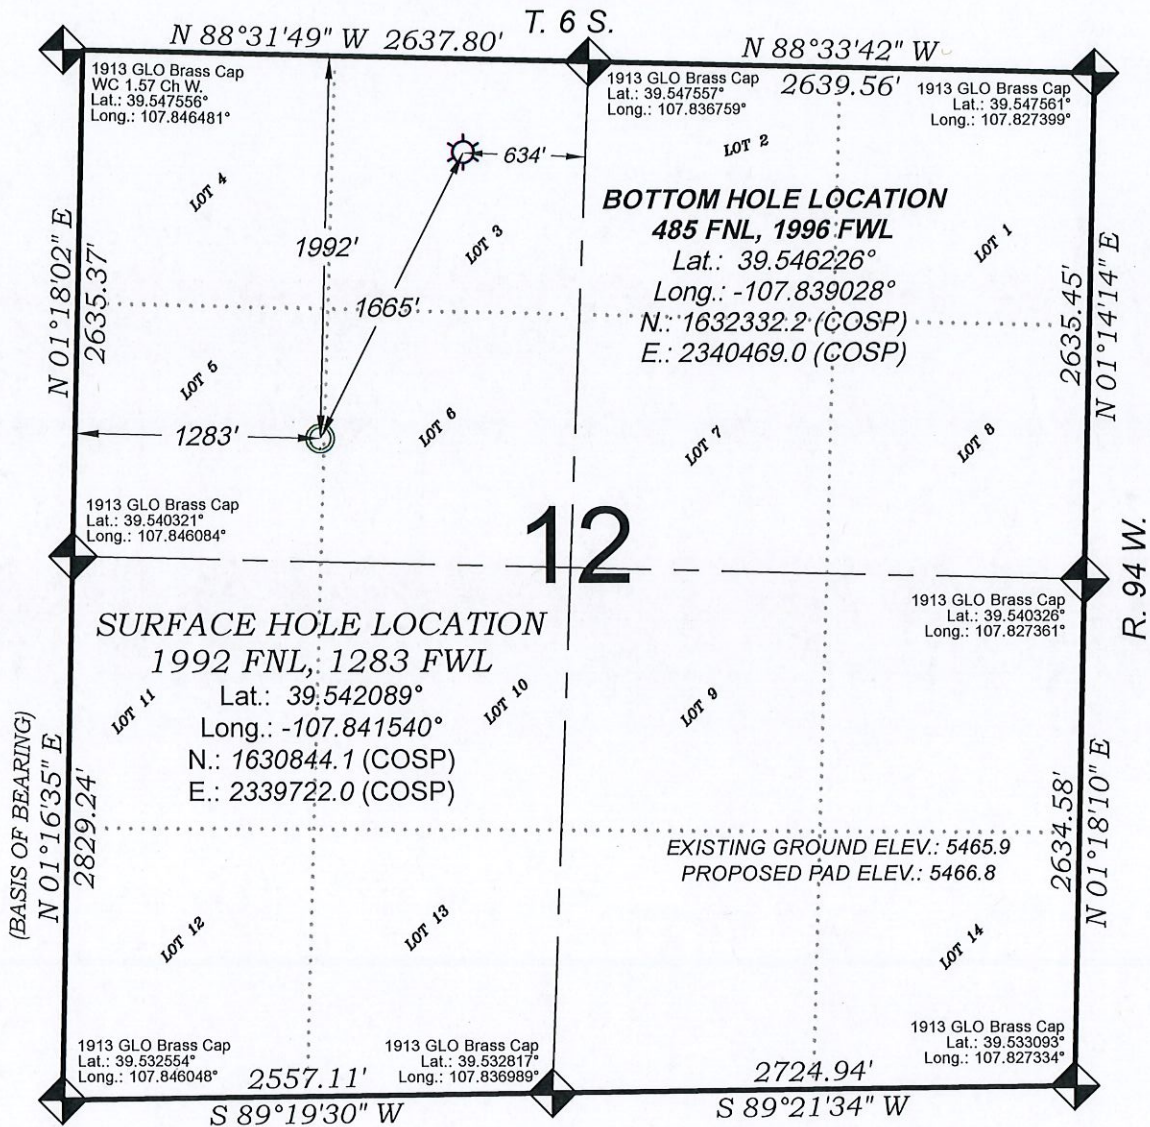 T. 6 S.
N 88°31'49" W 2637.80'
N 88°33'42" W
2639.56'
1913 GLO Brass Cap
WC 1.57 Ch W.
Lat.: 39.547556°
Long.: 107.846481°
1913 GLO Brass Cap
Lat.: 39.547557°
Long.: 107.836759°
1913 GLO Brass Cap
Lat.: 39.547561°
Long.: 107.827399°
634'
LOT 2
LOT 4
BOTTOM HOLE LOCATION
485 FNL, 1996 FWL
Lat.: 39.546226°
Long.: -107.839028°
N.: 1632332.2 (COSP)
E.: 2340469.0 (COSP)
LOT 3
LOT 1
1992'
1665'
N 01°18'02" E
2635.37'
2635.45'
N 01°14'14" E
LOT 5
LOT 6
LOT 7
LOT 8
1283'
1913 GLO Brass Cap
Lat.: 39.540321°
Long.: 107.846084°
12
R. 94 W.
1913 GLO Brass Cap
Lat.: 39.540326°
Long.: 107.827361°
SURFACE HOLE LOCATION
1992 FNL, 1283 FWL
Lat.: 39.542089°
Long.: -107.841540°
N.: 1630844.1 (COSP)
E.: 2339722.0 (COSP)
LOT 11
LOT 10
LOT 9
(BASIS OF BEARING)
N 01°16'35" E
2829.24'
2634.58'
N 01°18'10" E
EXISTING GROUND ELEV.: 5465.9
PROPOSED PAD ELEV.: 5466.8
LOT 12
LOT 13
LOT 14
1913 GLO Brass Cap
Lat.: 39.532554°
Long.: 107.846048°
1913 GLO Brass Cap
Lat.: 39.532817°
Long.: 107.836989°
1913 GLO Brass Cap
Lat.: 39.533093°
Long.: 107.827334°
2557.11'
S 89°19'30" W
2724.94'
S 89°21'34" W